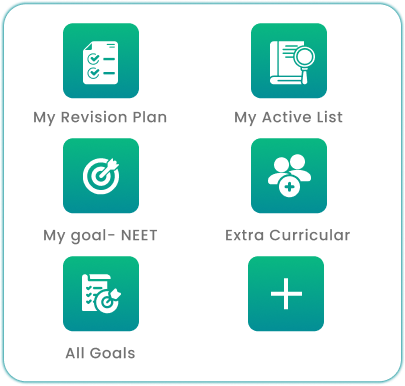 My Revision Plan
My Active List
My goal- NEET
Extra Curricular
All Goals